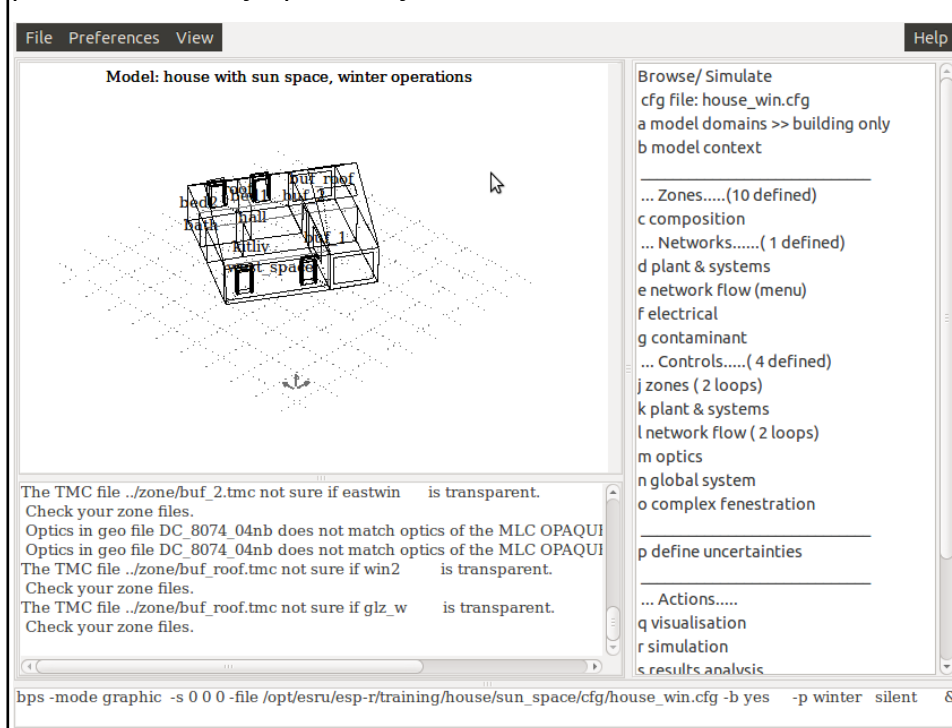 File Preferences View
Help
Model: house with sun space, winter operations
roof
buf_roof
bed2
bed1
buf_2
bath
hall
buf_1
kitliv
west_space
The TMC file ../zone/buf_2.tmc not sure if eastwin is transparent.
Check your zone files.
Optics in geo file DC_8074_04nb does not match optics of the MLC OPAQUE
Optics in geo file DC_8074_04nb does not match optics of the MLC OPAQUE
The TMC file ../zone/buf_roof.tmc not sure if win2 is transparent.
Check your zone files.
The TMC file ../zone/buf_roof.tmc not sure if glz_w is transparent.
Check your zone files.
Browse/ Simulate
cfg file: house_win.cfg
a model domains >> building only
b model context
... Zones.....(10 defined)
c composition
... Networks......( 1 defined)
d plant & systems
e network flow (menu)
f electrical
g contaminant
... Controls.....( 4 defined)
j zones ( 2 loops)
k plant & systems
l network flow ( 2 loops)
m optics
n global system
o complex fenestration
p define uncertainties
... Actions.....
q visualisation
r simulation
s results analysis
bps -mode graphic -s 0 0 0 -file /opt/esru/esp-r/training/house/sun_space/cfg/house_win.cfg -b yes -p winter silent &